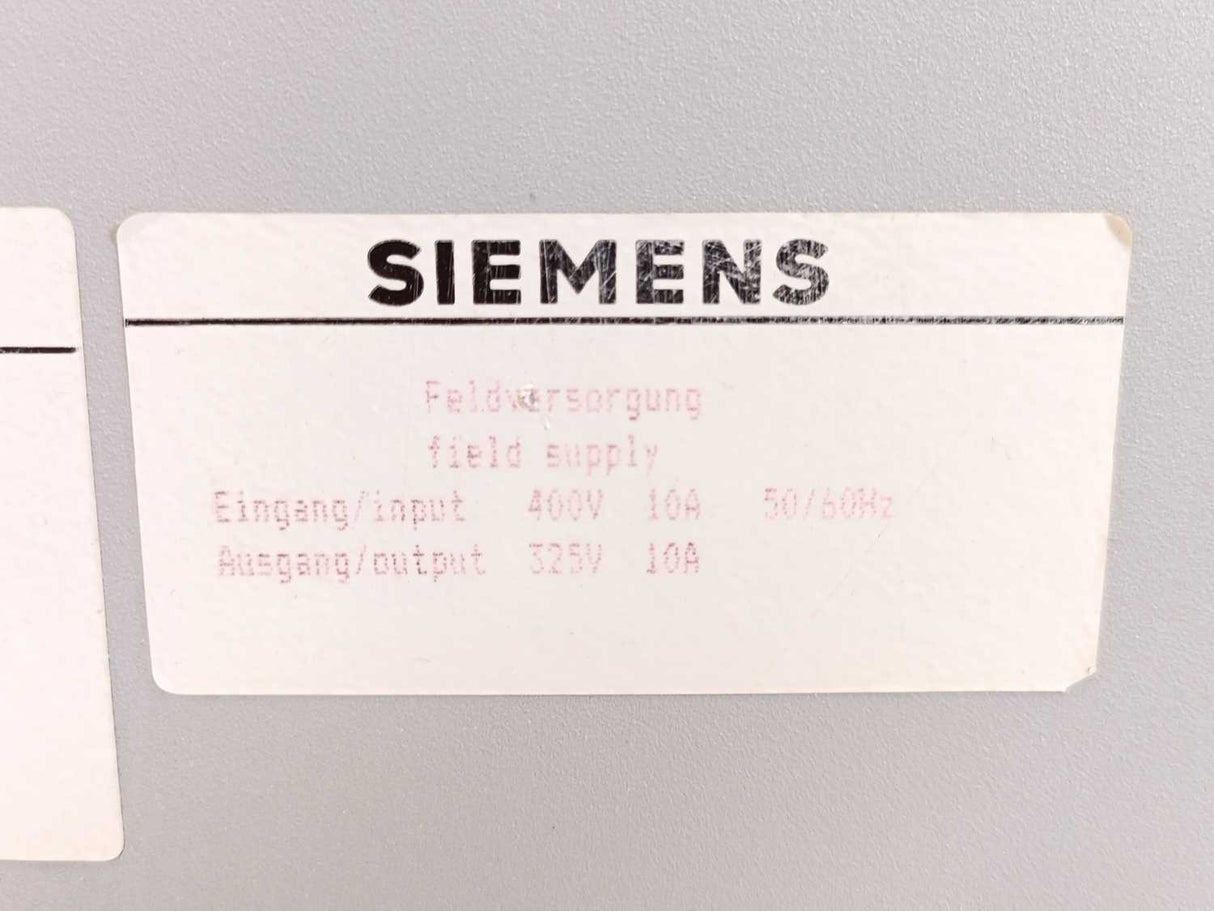 SIEMENS
Feldversorgung
field supply
Eingang/input 400V 10A 50/60Hz
Ausgang/output 325V 10A